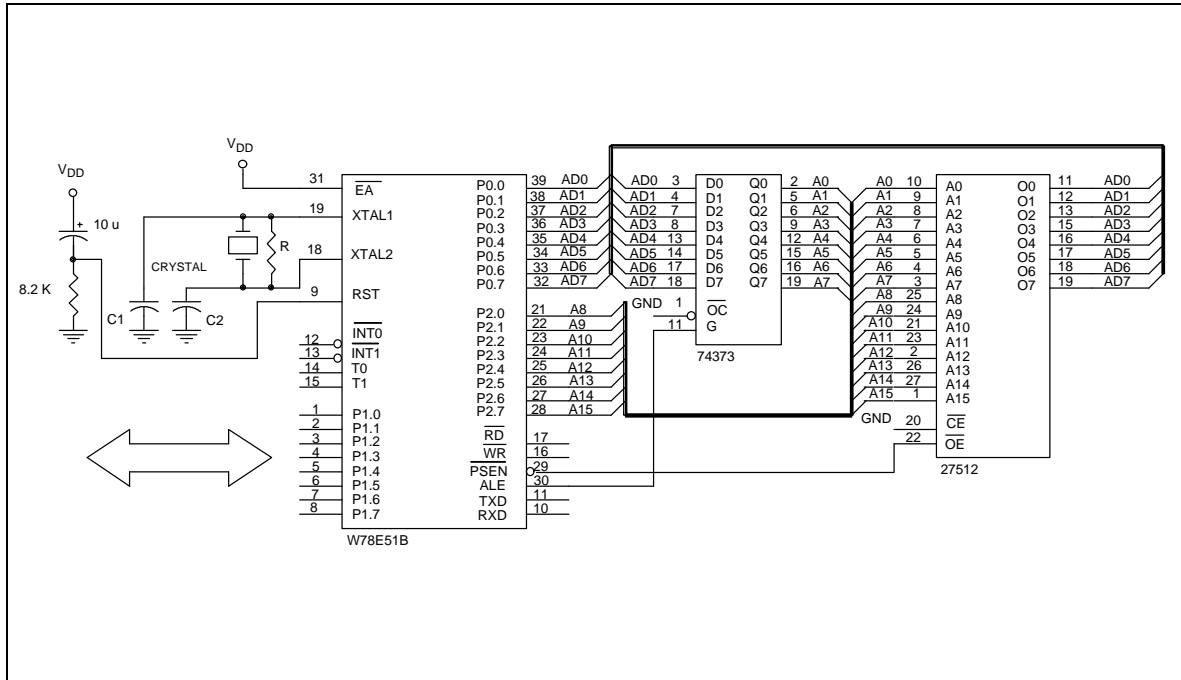 VDD
VDD
10 u
+
8.2 K
C1
C2
CRYSTAL
R
31 EA
19 XTAL1
18 XTAL2
9 RST
12 INT0
13 INT1
14 T0
15 T1
1 P1.0
2 P1.1
3 P1.2
4 P1.3
5 P1.4
6 P1.5
7 P1.6
8 P1.7
P0.0 39 AD0
P0.1 38 AD1
P0.2 37 AD2
P0.3 36 AD3
P0.4 35 AD4
P0.5 34 AD5
P0.6 33 AD6
P0.7 32 AD7
P2.0 21 A8
P2.1 22 A9
P2.2 23 A10
P2.3 24 A11
P2.4 25 A12
P2.5 26 A13
P2.6 27 A14
P2.7 28 A15
RD 17
WR 16
PSEN 29
ALE 30
TXD 11
RXD 10
W78E51B
AD0 3 D0 Q0 2 A0
AD1 4 D1 Q1 5 A1
AD2 7 D2 Q2 6 A2
AD3 8 D3 Q3 9 A3
AD4 13 D4 Q4 12 A4
AD5 14 D5 Q5 15 A5
AD6 17 D6 Q6 16 A6
AD7 18 D7 Q7 19 A7
GND 1 OC
11 G
74373
A0 10 A0 O0 11 AD0
A1 9 A1 O1 12 AD1
A2 8 A2 O2 13 AD2
A3 7 A3 O3 15 AD3
A4 6 A4 O4 16 AD4
A5 5 A5 O5 17 AD5
A6 4 A6 O6 18 AD6
A7 3 A7 O7 19 AD7
A8 25 A8
A9 24 A9
A10 21 A10
A11 23 A11
A12 2 A12
A13 26 A13
A14 27 A14
A15 1 A15
GND 20 CE
22 OE
27512